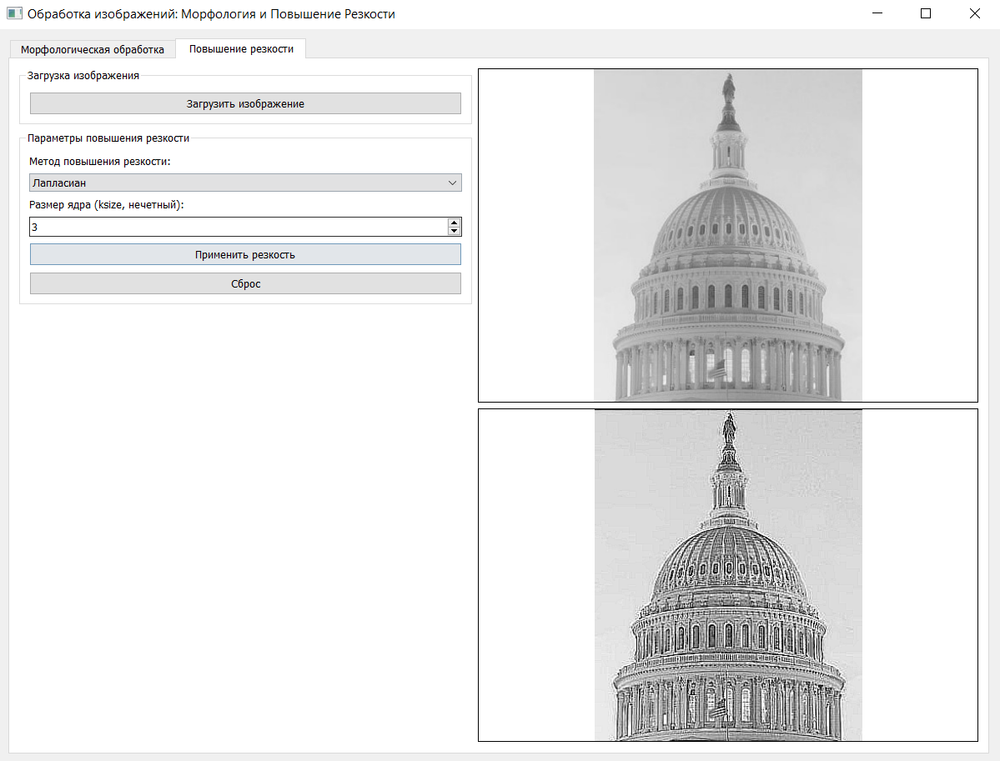 Обработка изображений: Морфология и Повышение Резкости
Морфологическая обработка
Повышение резкости
Загрузка изображения
Загрузить изображение
Параметры повышения резкости
Метод повышения резкости:
Лапласиан
Размер ядра (ksize, нечетный):
3
Применить резкость
Сброс